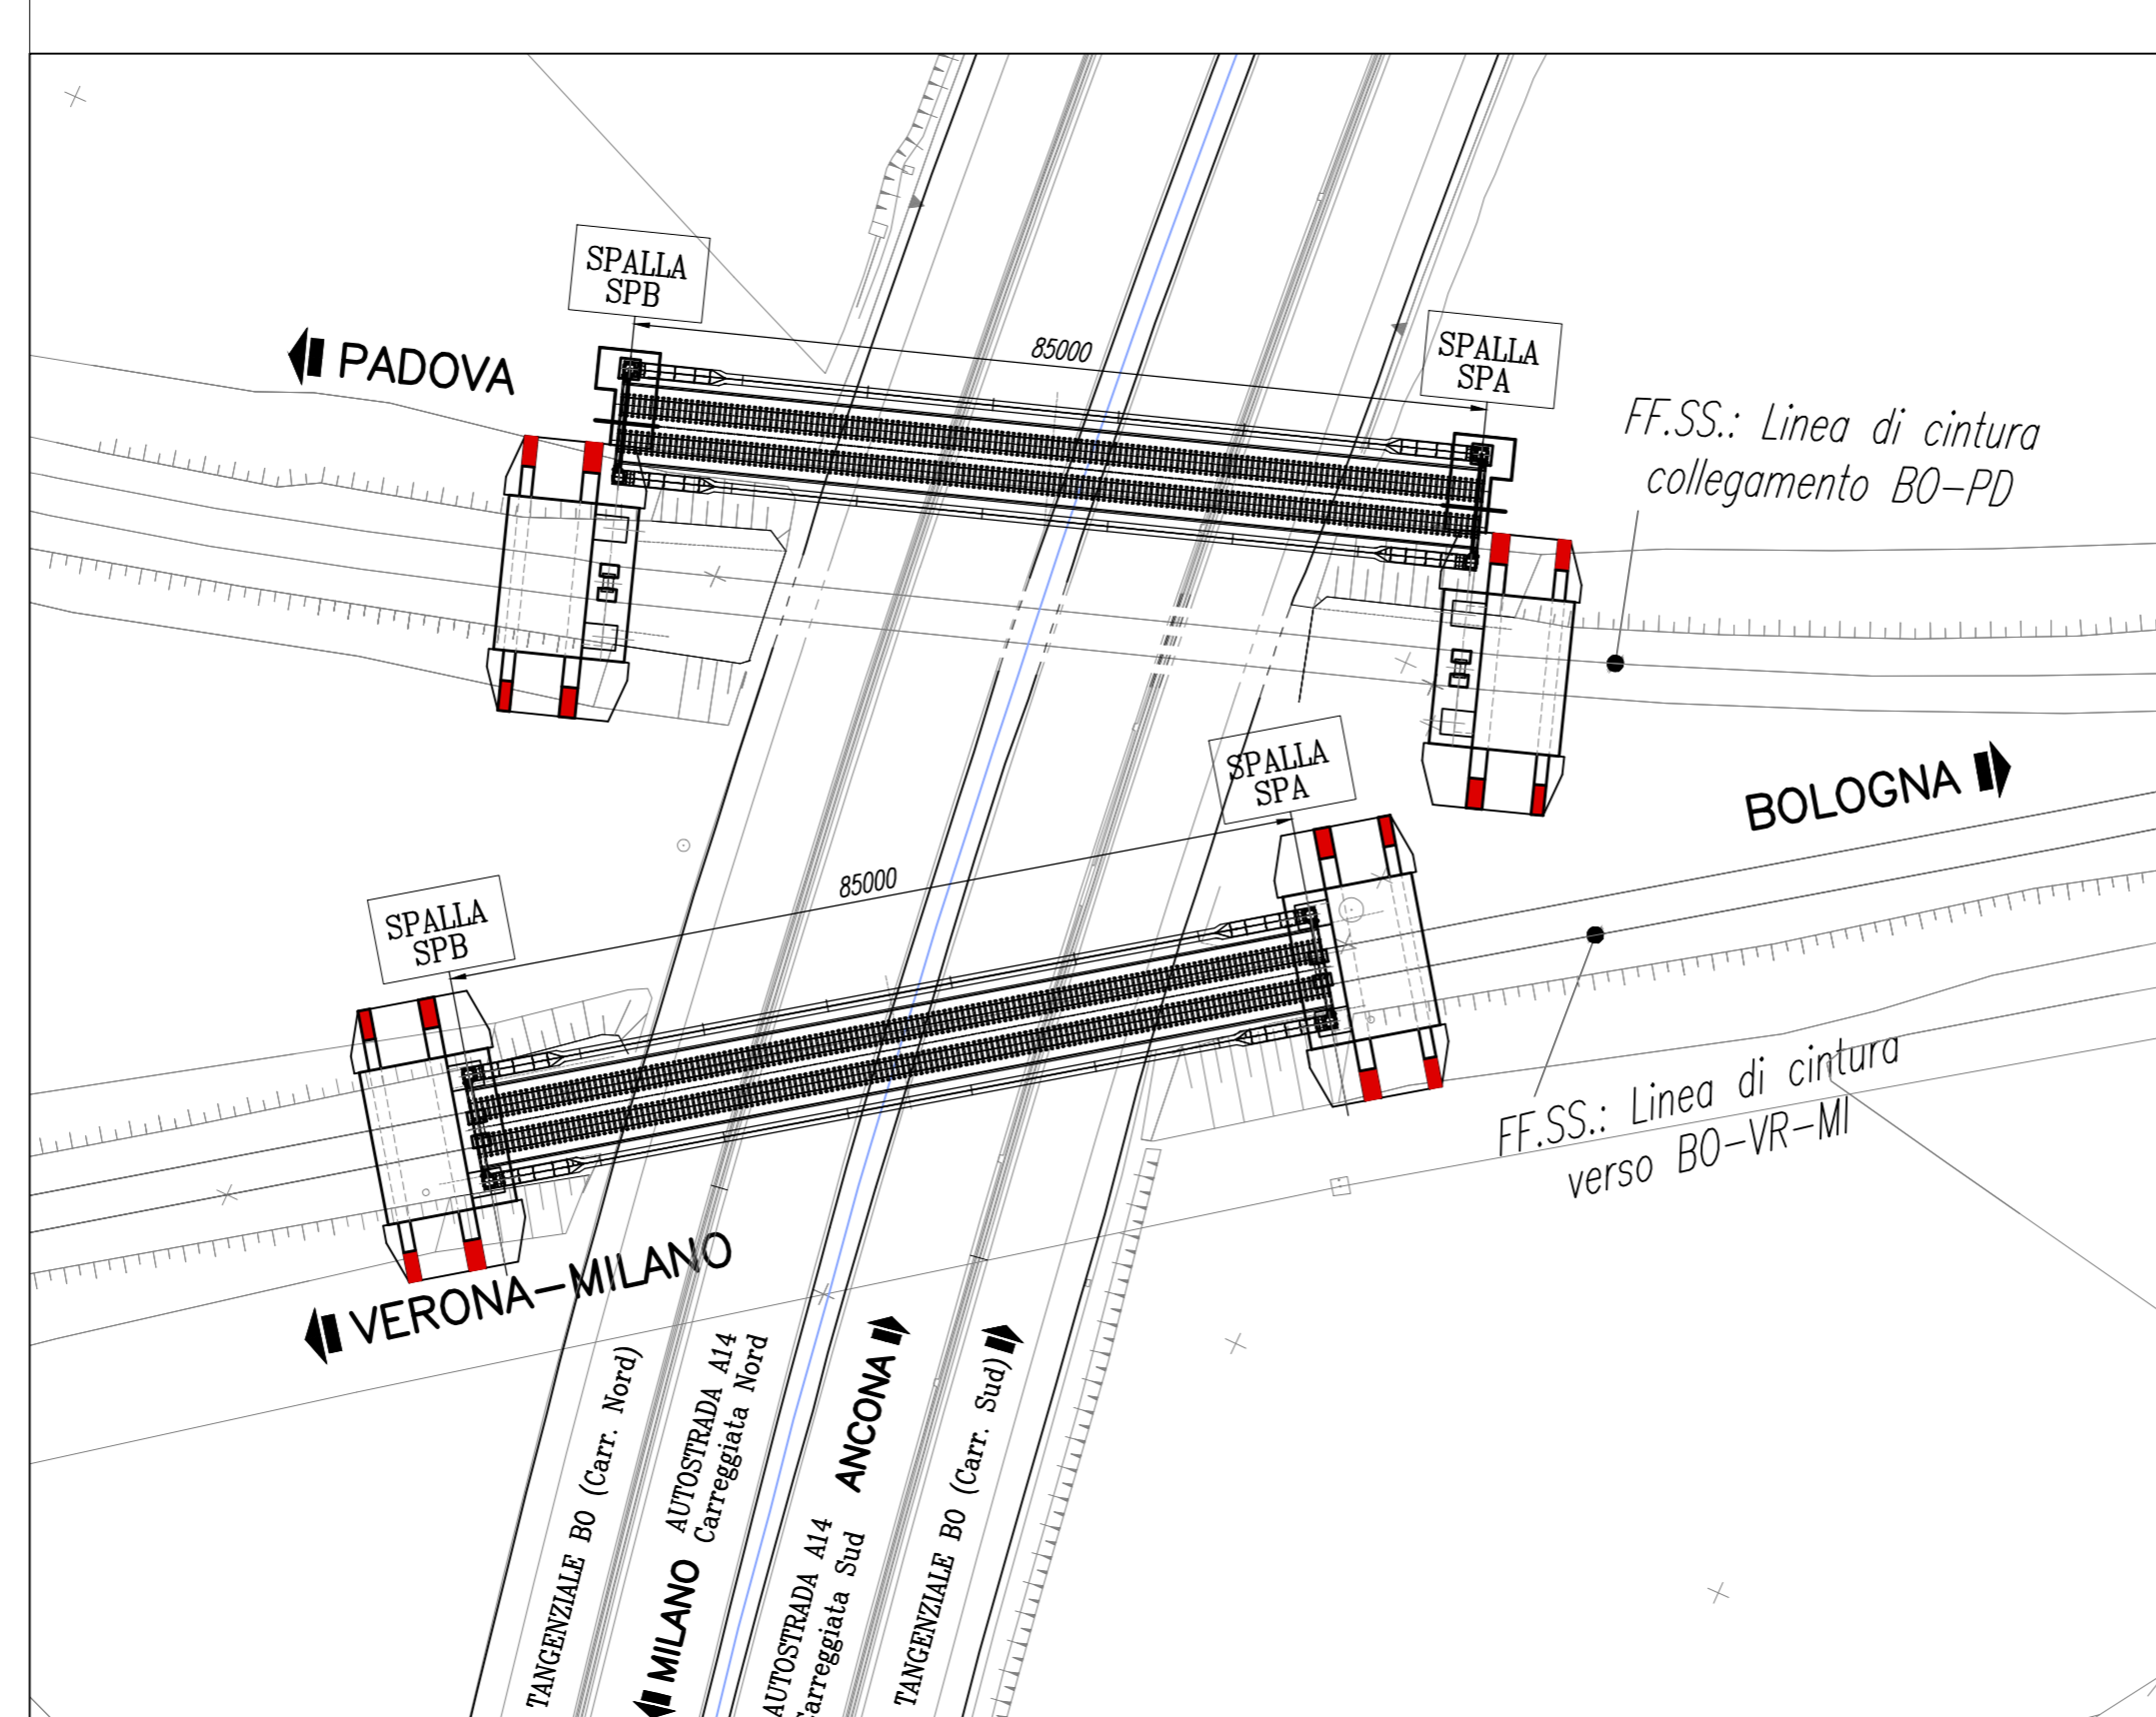 SPALLA
SPB
PADOVA
85000
SPALLA
SPA
FF.SS.: Linea di cintura
collegamento BO-PD
SPALLA
SPA
BOLOGNA
85000
SPALLA
SPB
FF.SS.: Linea di cintura
verso BO-VR-MI
VERONA-MILANO
TANGENZIALE BO (Carr. Nord)
MILANO
AUTOSTRADA A14
Carreggiata Nord
AUTOSTRADA A14
Carreggiata Sud
ANCONA
TANGENZIALE BO (Carr. Sud)